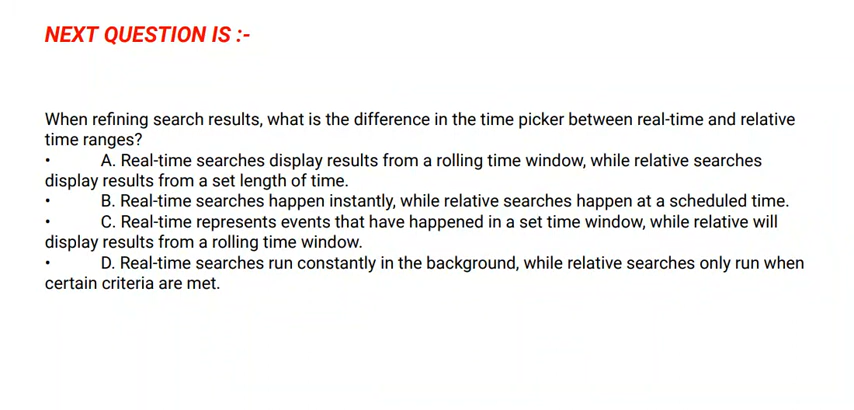 NEXT QUESTION IS :-
When refining search results, what is the difference in the time picker between real-time and relative
time ranges?
• A. Real-time searches display results from a rolling time window, while relative searches
display results from a set length of time.
• B. Real-time searches happen instantly, while relative searches happen at a scheduled time.
• C. Real-time represents events that have happened in a set time window, while relative will
display results from a rolling time window.
• D. Real-time searches run constantly in the background, while relative searches only run when
certain criteria are met.